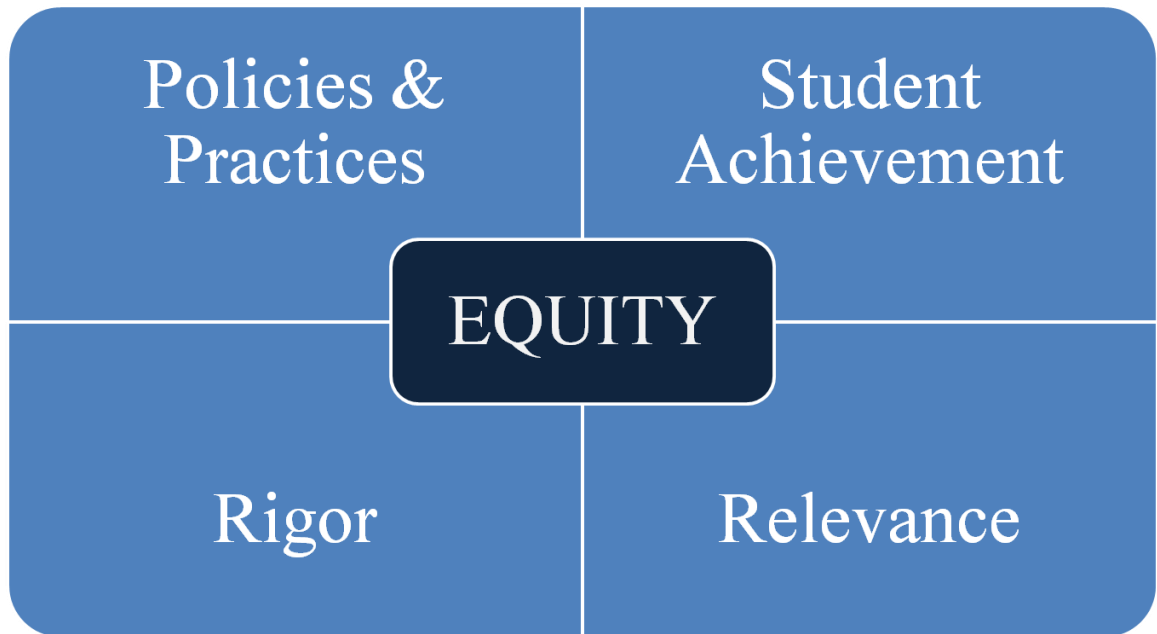 Policies &
Practices
Student
Achievement
EQUITY
Rigor
Relevance